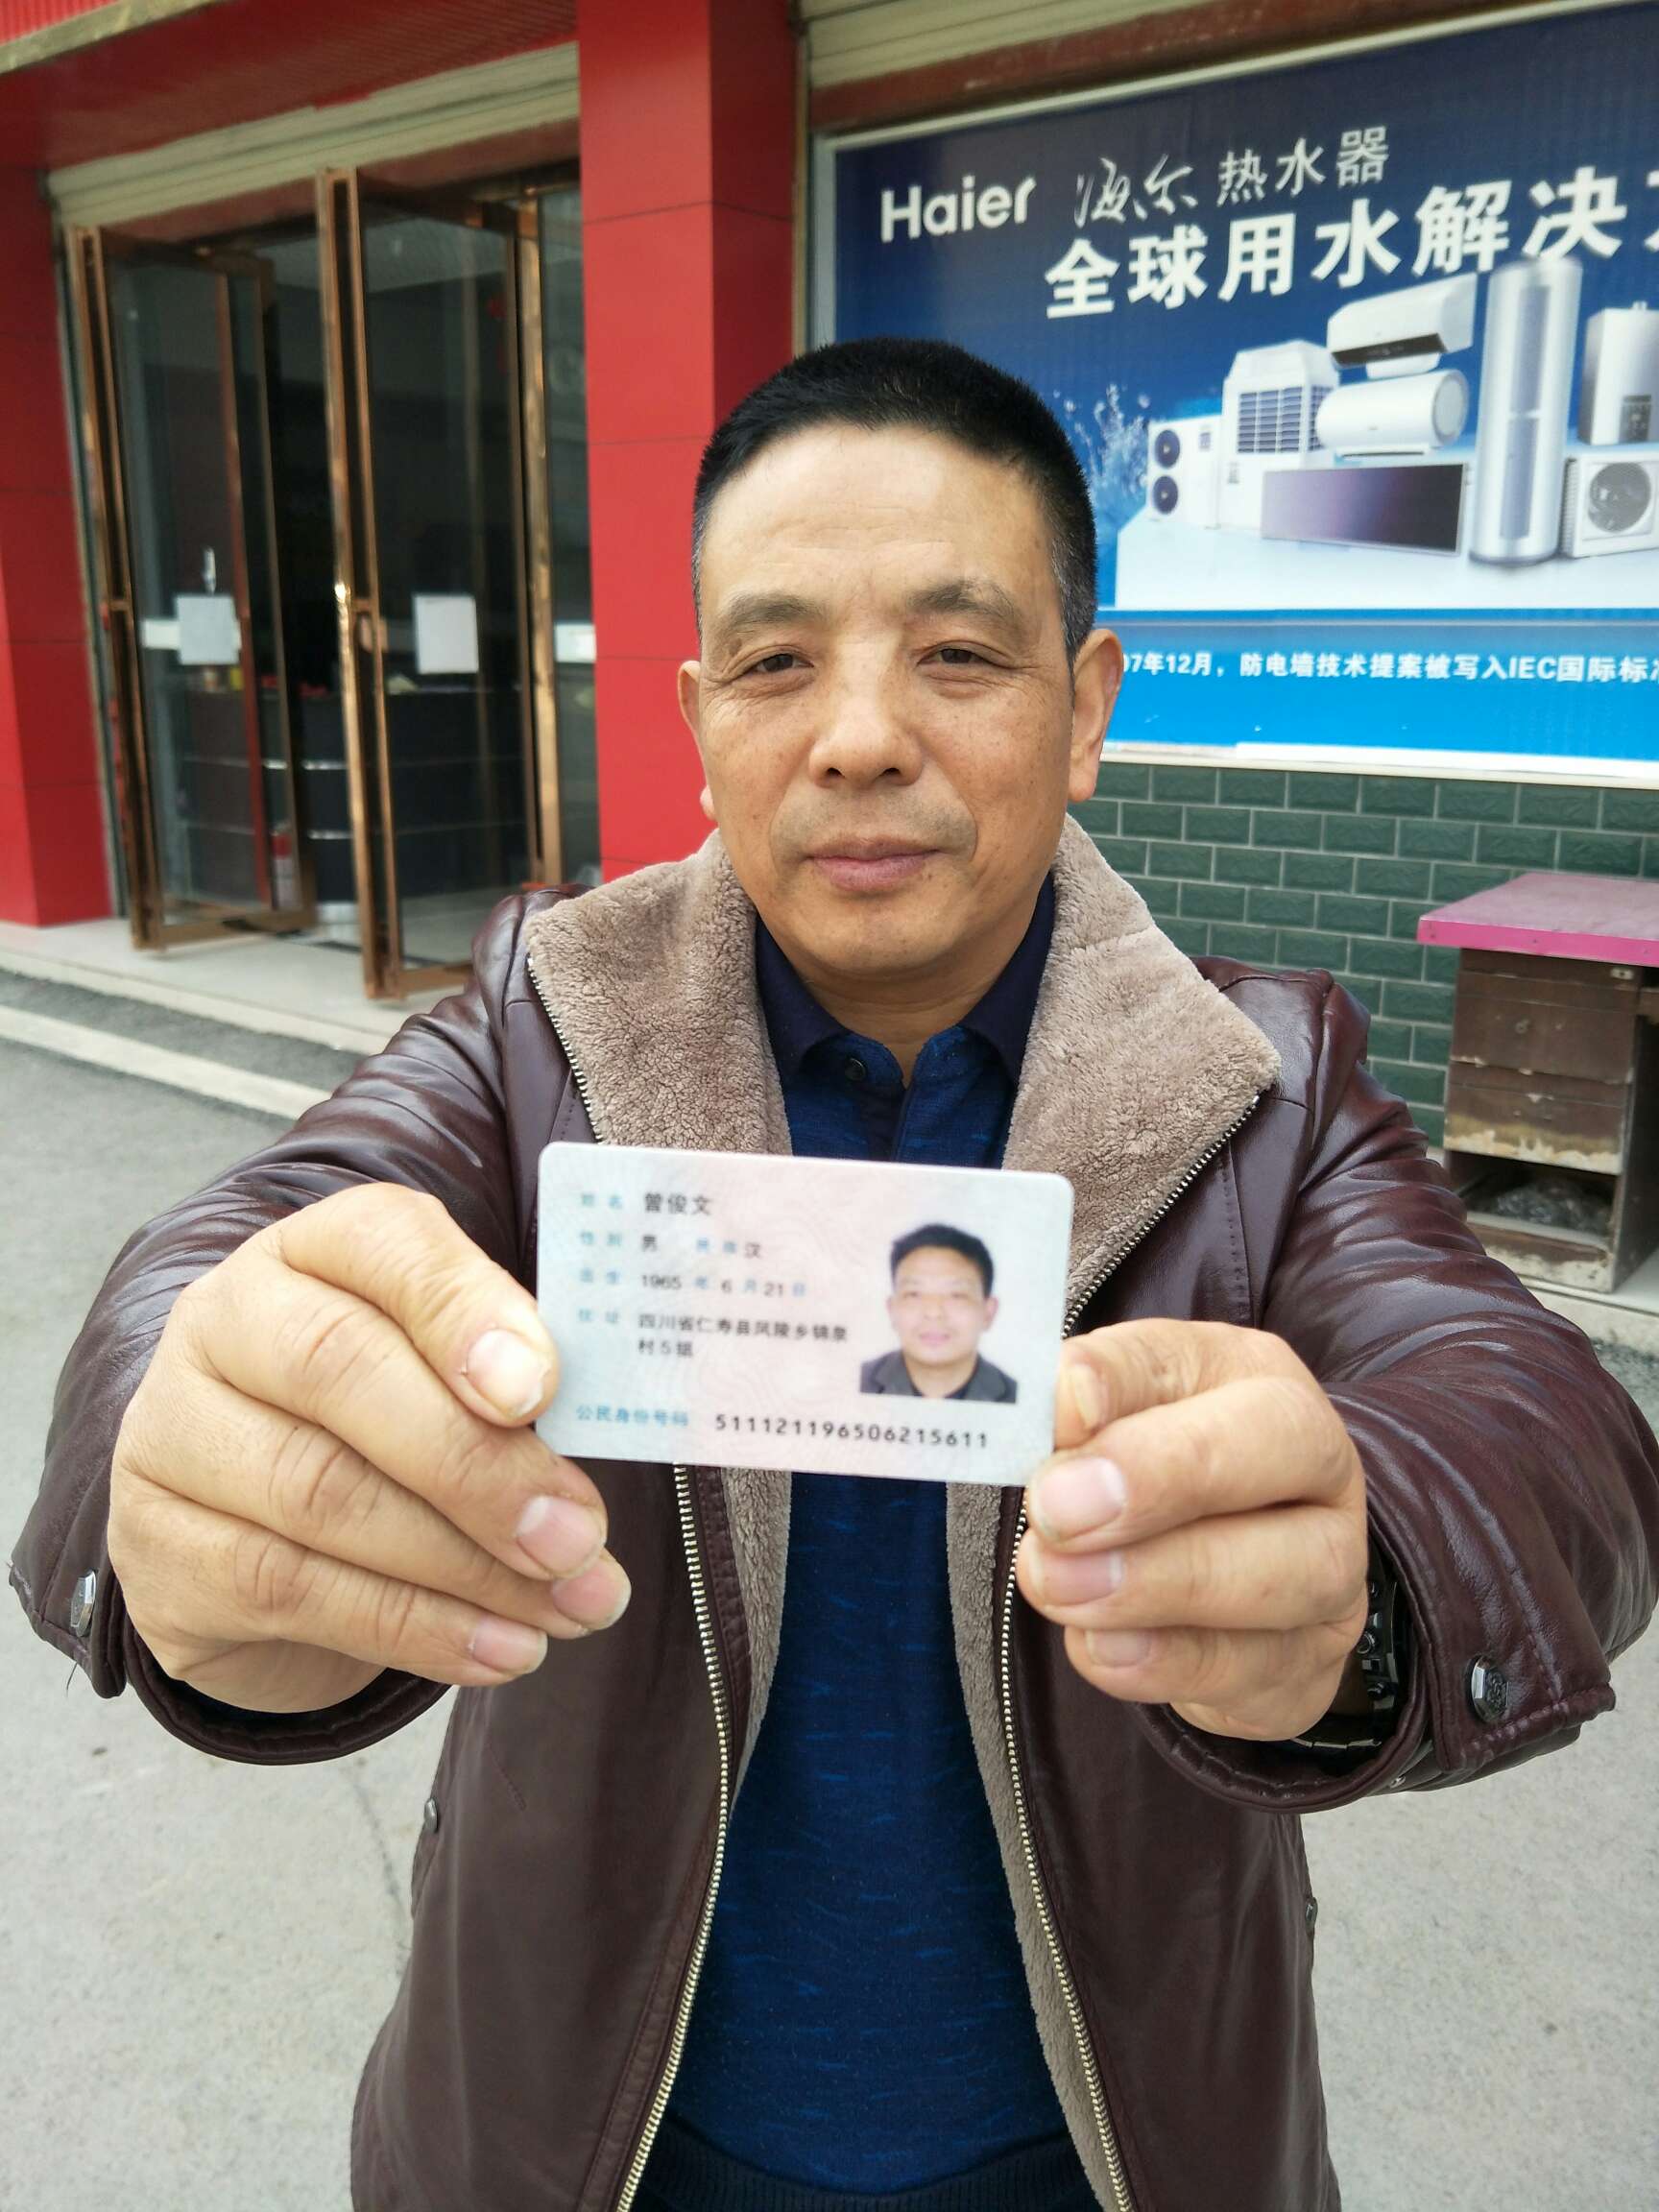 Haier 海尔 热水器
全球用水解决
07年12月，防电墙技术提案被写入IEC国际标
姓名 曾俊文
性别 男 民族 汉
出生 1965 年 6 月 21 日
住址 四川省仁寿县凤陵乡锦泉
村5组
公民身份号码 511121196506215611